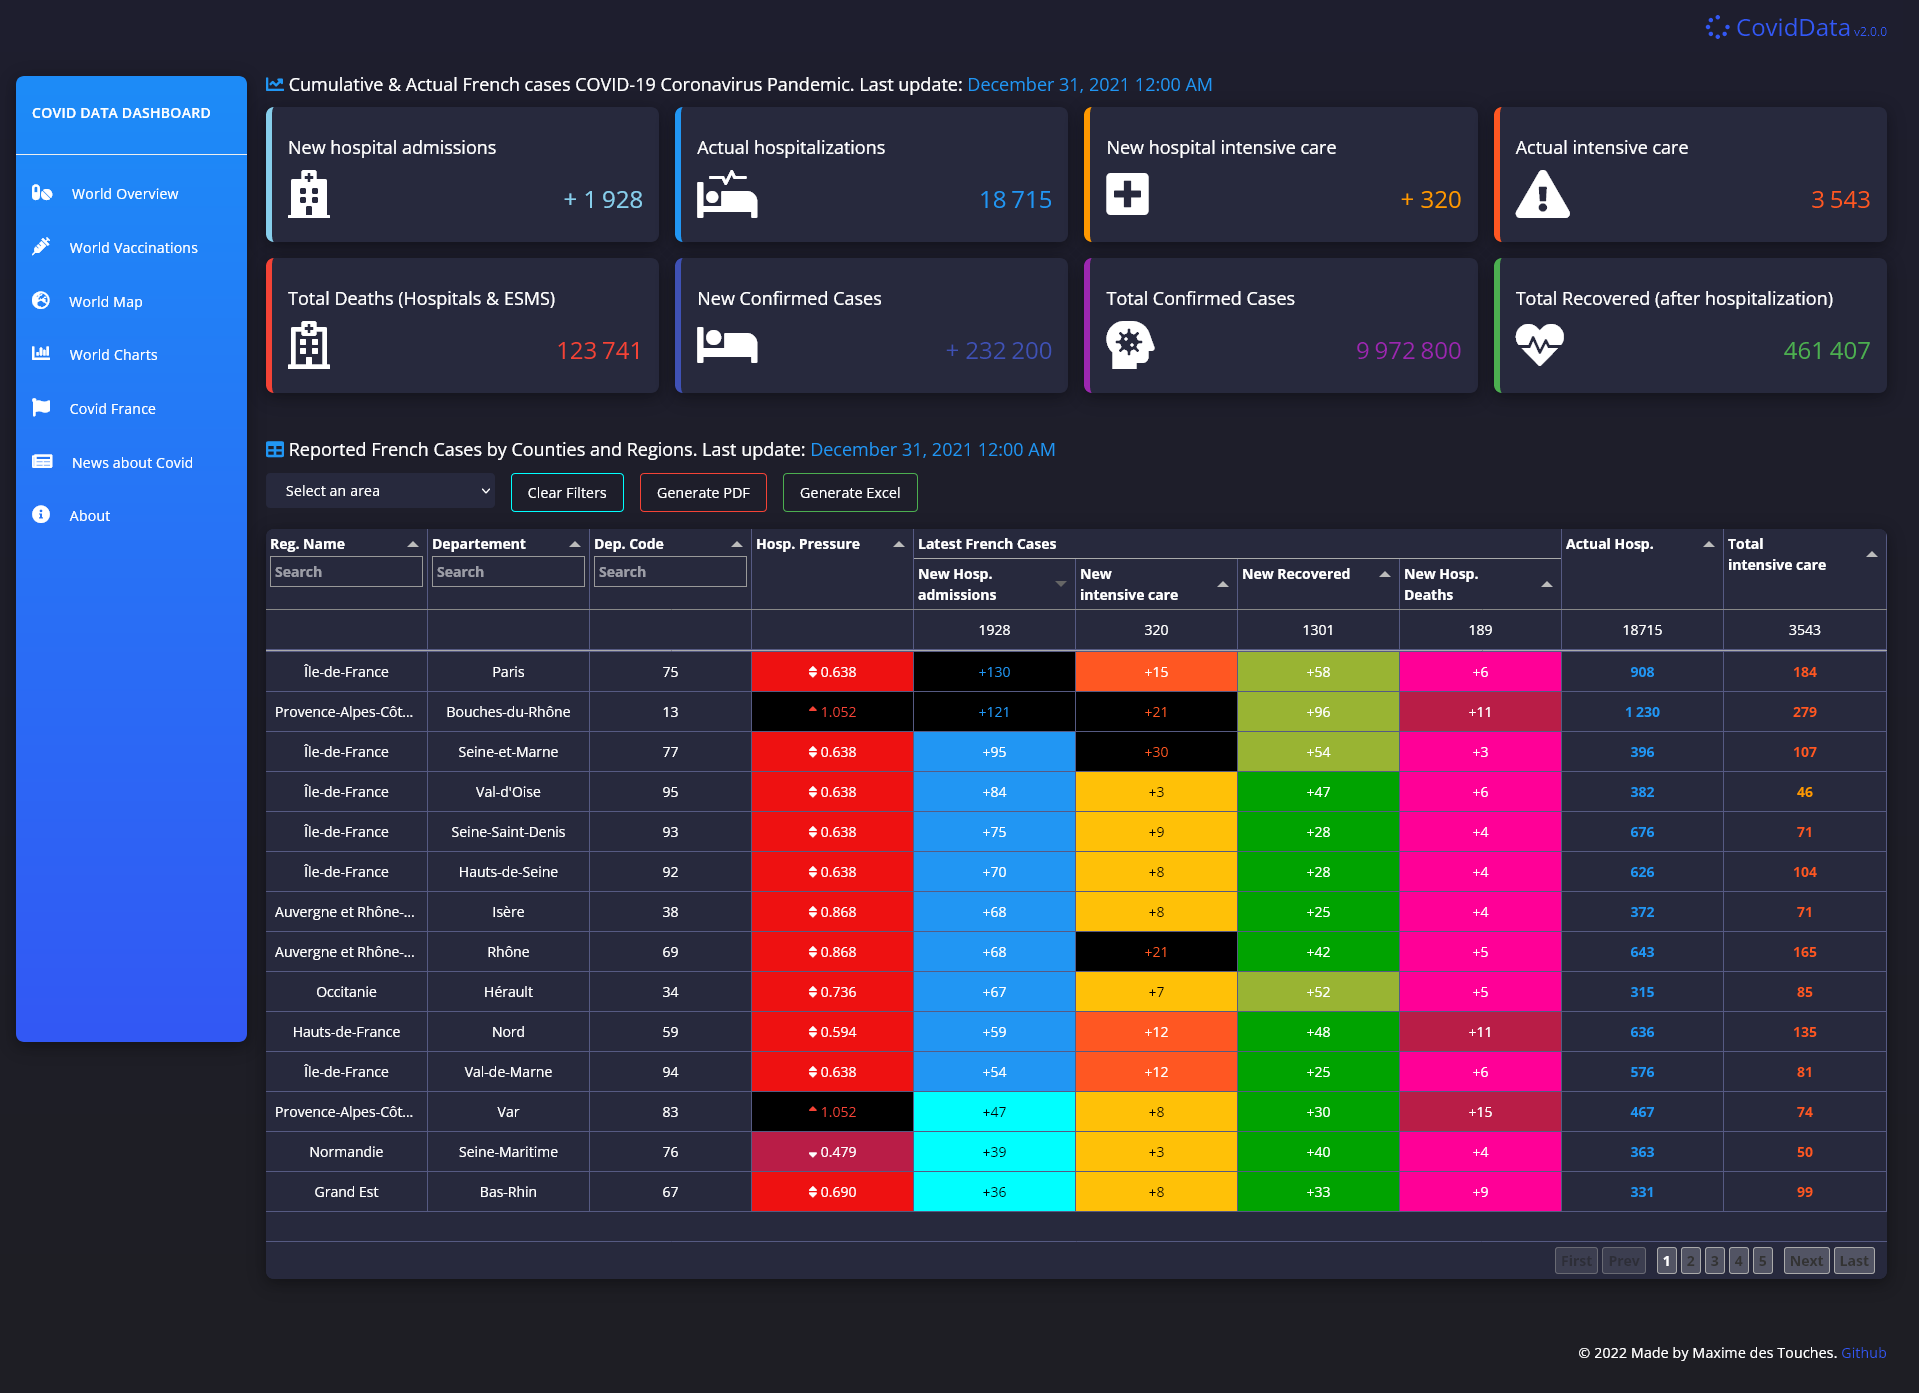 CovidData v2.0.0
COVID DATA DASHBOARD
World Overview
World Vaccinations
World Map
World Charts
Covid France
News about Covid
About
Cumulative & Actual French cases COVID-19 Coronavirus Pandemic. Last update: December 31, 2021 12:00 AM
New hospital admissions
+ 1 928
Actual hospitalizations
18 715
New hospital intensive care
+ 320
Actual intensive care
3 543
Total Deaths (Hospitals & ESMS)
123 741
New Confirmed Cases
+ 232 200
Total Confirmed Cases
9 972 800
Total Recovered (after hospitalization)
461 407
Reported French Cases by Counties and Regions. Last update: December 31, 2021 12:00 AM
Select an area Clear Filters Generate PDF Generate Excel
Reg. Name Departement Dep. Code Hosp. Pressure Latest French Cases Actual Hosp. Total
intensive care
Search Search Search
New Hosp.
admissions
New
intensive care
New Recovered
New Hosp.
Deaths
1928 320 1301 189 18715 3543
Île-de-France Paris 75 0.638 +130 +15 +58 +6 908 184
Provence-Alpes-Côt... Bouches-du-Rhône 13 1.052 +121 +21 +96 +11 1 230 279
Île-de-France Seine-et-Marne 77 0.638 +95 +30 +54 +3 396 107
Île-de-France Val-d'Oise 95 0.638 +84 +3 +47 +6 382 46
Île-de-France Seine-Saint-Denis 93 0.638 +75 +9 +28 +4 676 71
Île-de-France Hauts-de-Seine 92 0.638 +70 +8 +28 +4 626 104
Auvergne et Rhône-... Isère 38 0.868 +68 +8 +25 +4 372 71
Auvergne et Rhône-... Rhône 69 0.868 +68 +21 +42 +5 643 165
Occitanie Hérault 34 0.736 +67 +7 +52 +5 315 85
Hauts-de-France Nord 59 0.594 +59 +12 +48 +11 636 135
Île-de-France Val-de-Marne 94 0.638 +54 +12 +25 +6 576 81
Provence-Alpes-Côt... Var 83 1.052 +47 +8 +30 +15 467 74
Normandie Seine-Maritime 76 0.479 +39 +3 +40 +4 363 50
Grand Est Bas-Rhin 67 0.690 +36 +8 +33 +9 331 99
First Prev 1 2 3 4 5 Next Last
© 2022 Made by Maxime des Touches. Github